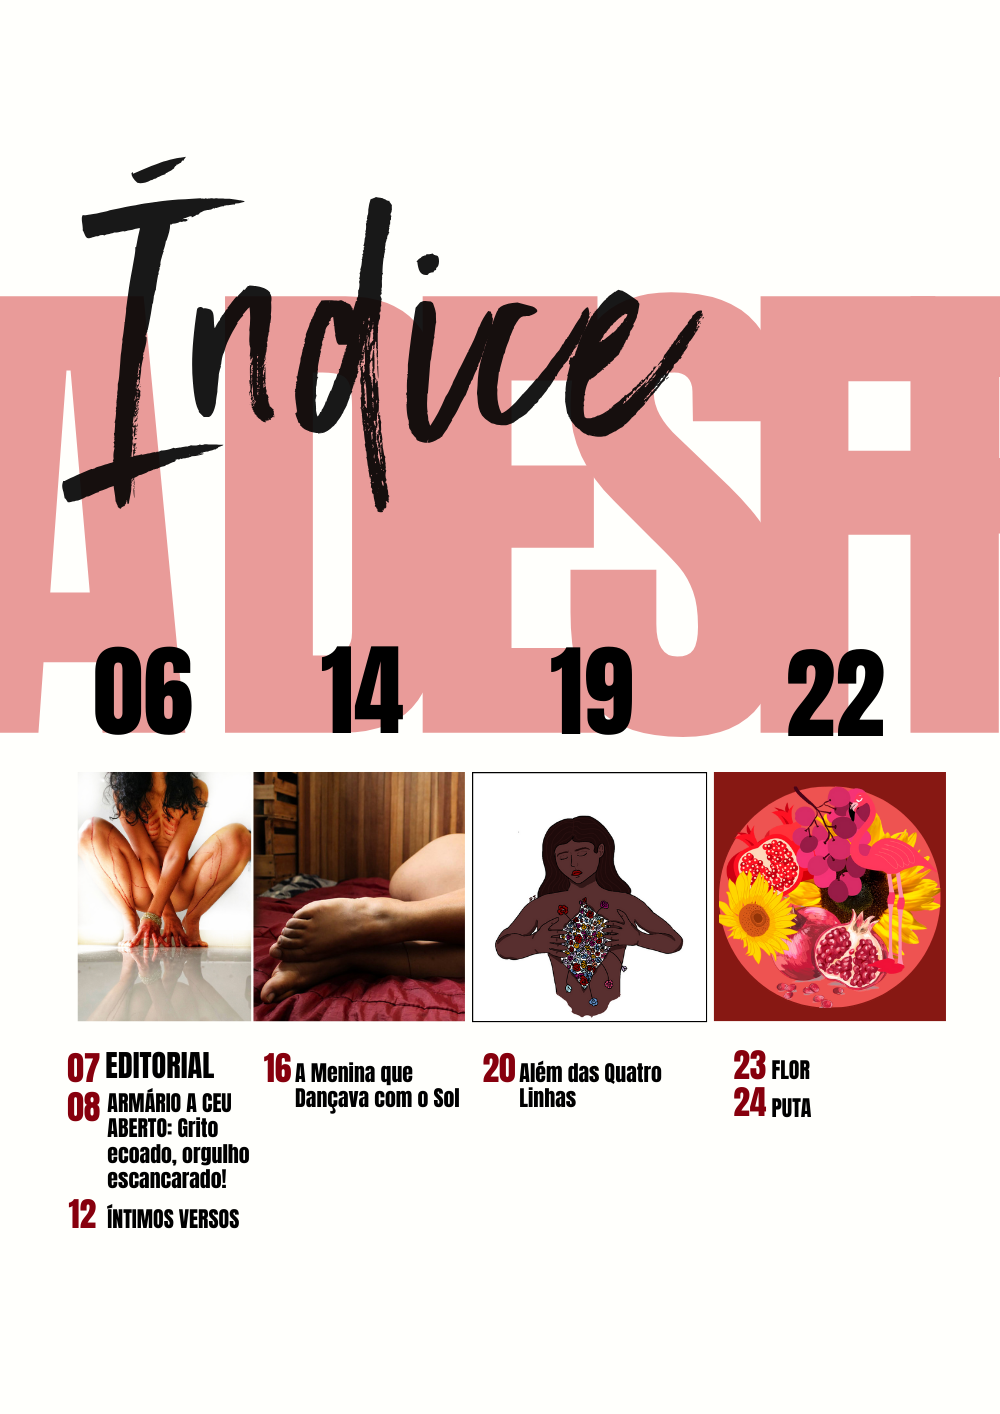 Índice
ADESF
06
14
19
22
07 EDITORIAL
08 ARMÁRIO A CEU
ABERTO: Grito
ecoado, orgulho
escancarado!
12 ÍNTIMOS VERSOS
16 A Menina que
Dançava com o Sol
20 Além das Quatro
Linhas
23 FLOR
24 PUTA